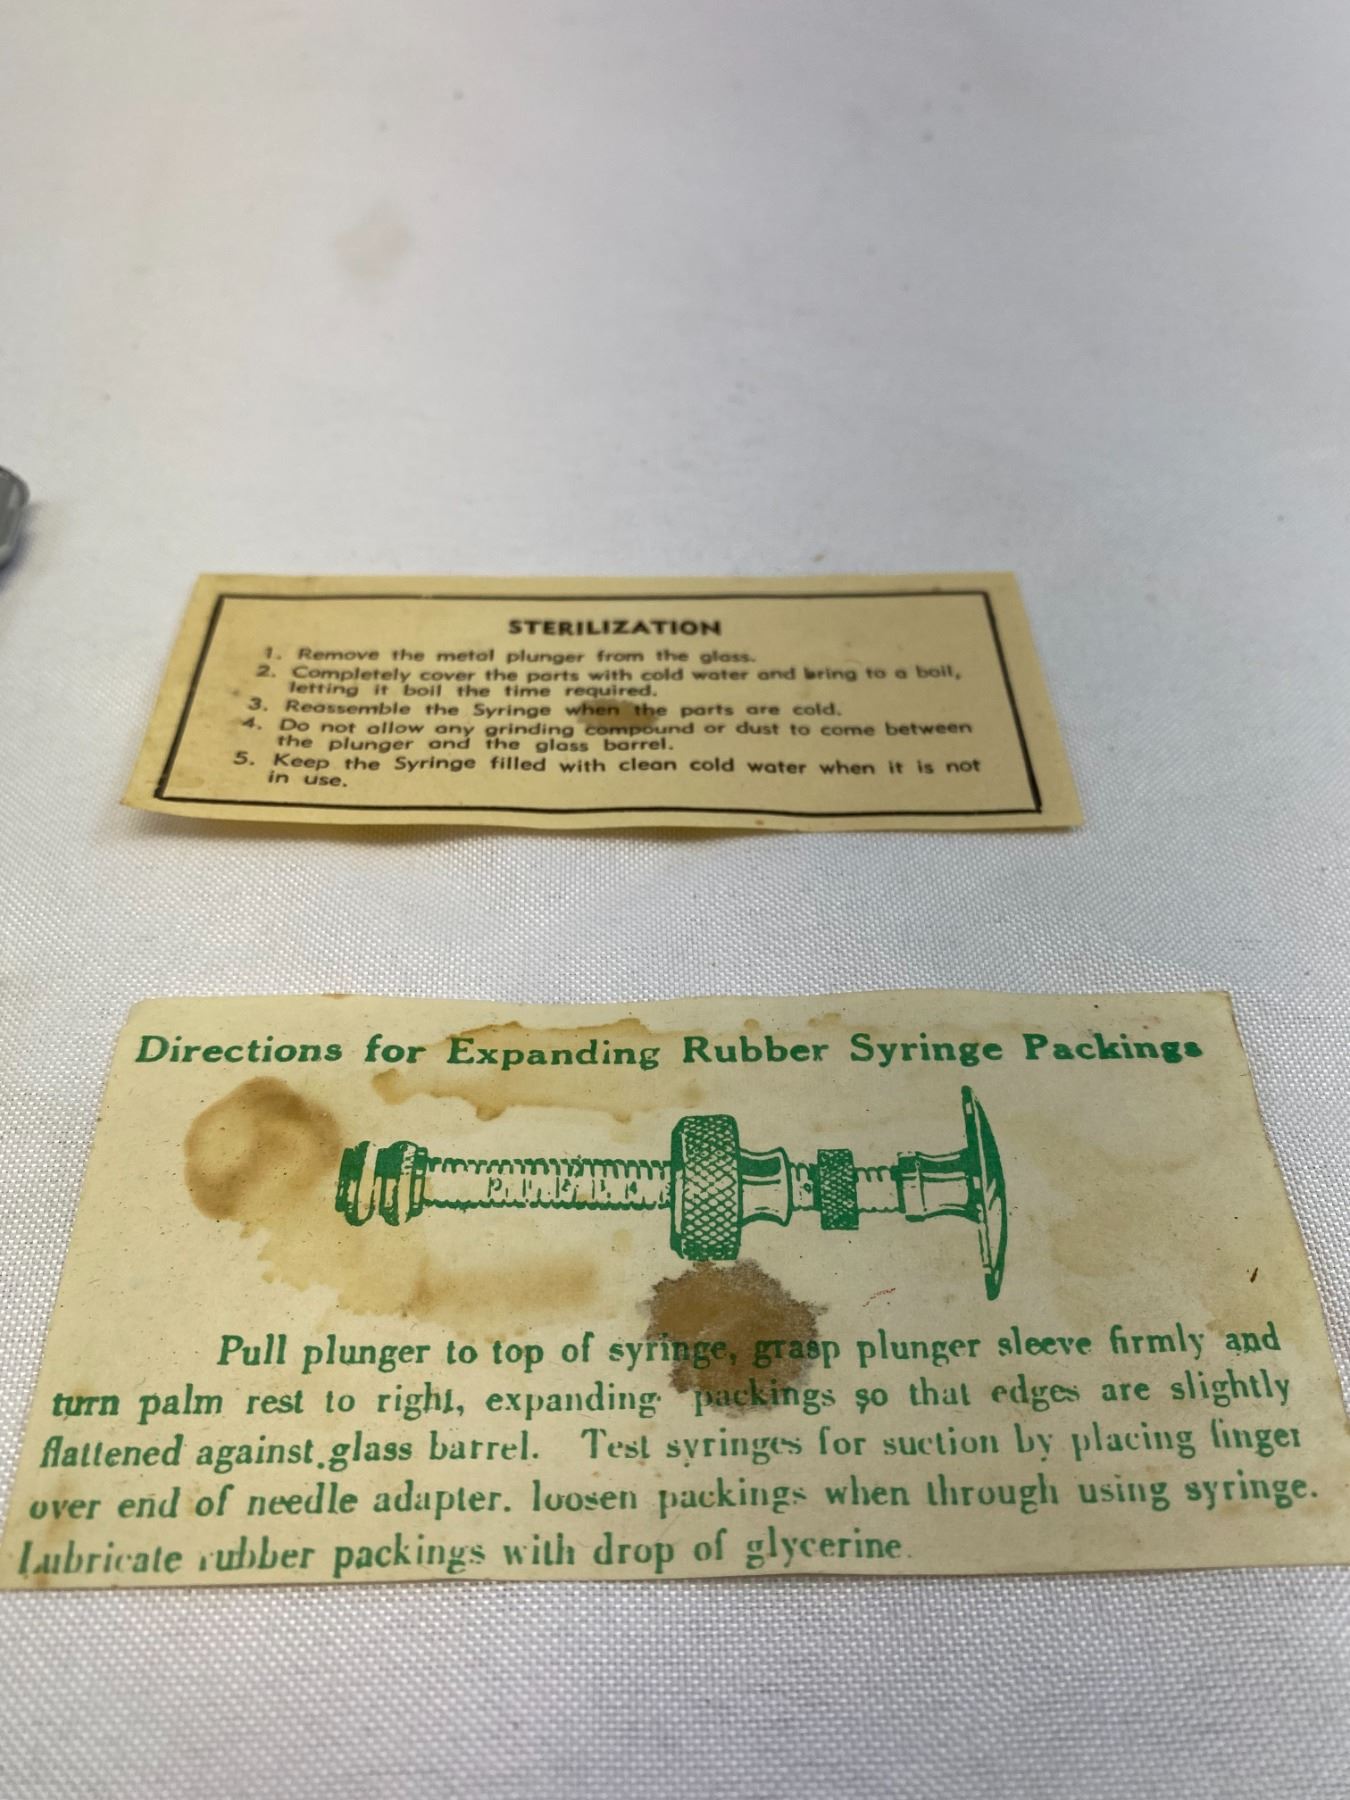 STERILIZATION
1. Remove the metal plunger from the glass.
2. Completely cover the parts with cold water and bring to a boil,
letting it boil the time required.
3. Reassemble the Syringe when the parts are cold.
4. Do not allow any grinding compound or dust to come between
the plunger and the glass barrel.
5. Keep the Syringe filled with clean cold water when it is not
in use.
Directions for Expanding Rubber Syringe Packings
Pull plunger to top of syringe, grasp plunger sleeve firmly and
turn palm rest to right, expanding packings so that edges are slightly
flattened against glass barrel. Test syringes for suction by placing finger
over end of needle adapter. loosen packings when through using syringe.
Lubricate rubber packings with drop of glycerine.